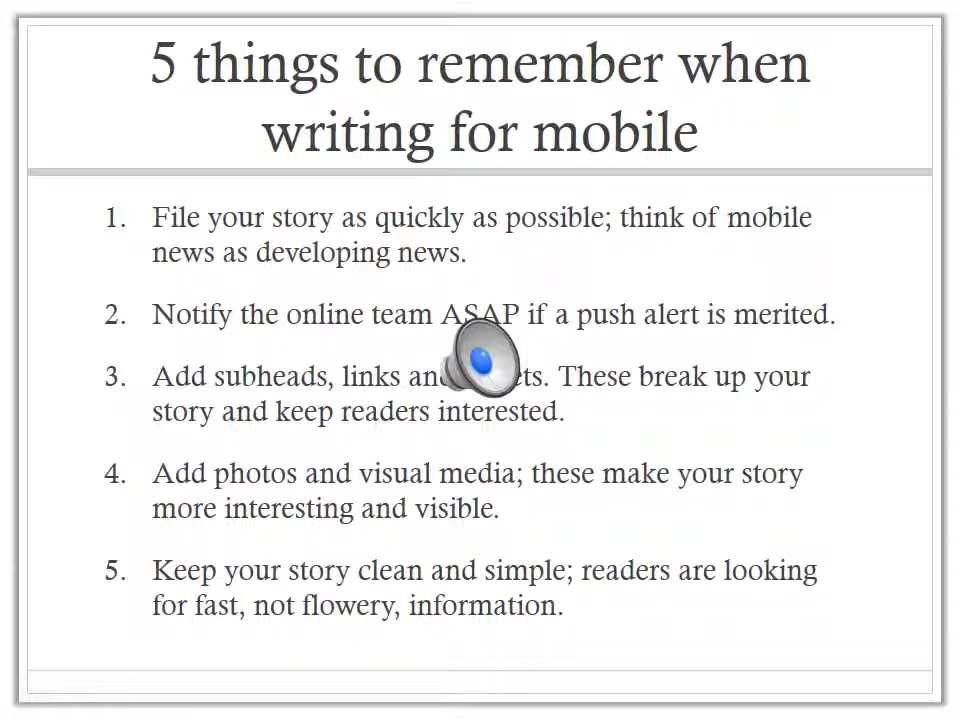 5 things to remember when
writing for mobile
1. File your story as quickly as possible; think of mobile
news as developing news.
2. Notify the online team ASAP if a push alert is merited.
3. Add subheads, links and These break up your
story and keep readers interested.
4. Add photos and visual media; these make your story
more interesting and visible.
5. Keep your story clean and simple; readers are looking
for fast, not flowery, information.